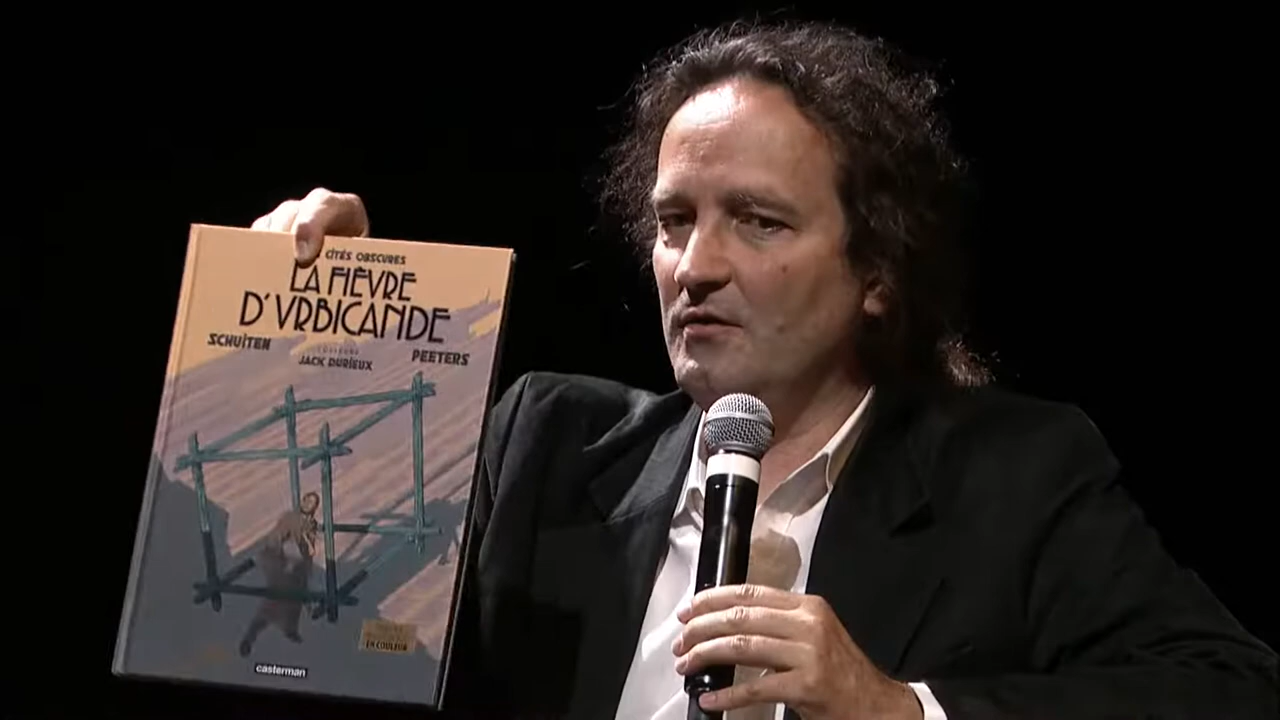 CITÉS OBSCURES
LA FIÈVRE
D'VRBICANDE
SCHUITEN
PEETERS
JACK DURIEUX
EN COULEUR
casterman